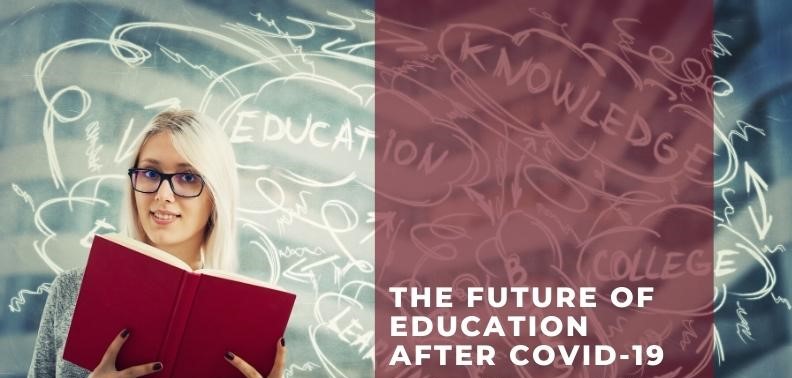 KNOWLEDGE
EDUCATION
COLLEGE
THE FUTURE OF
EDUCATION
AFTER COVID-19